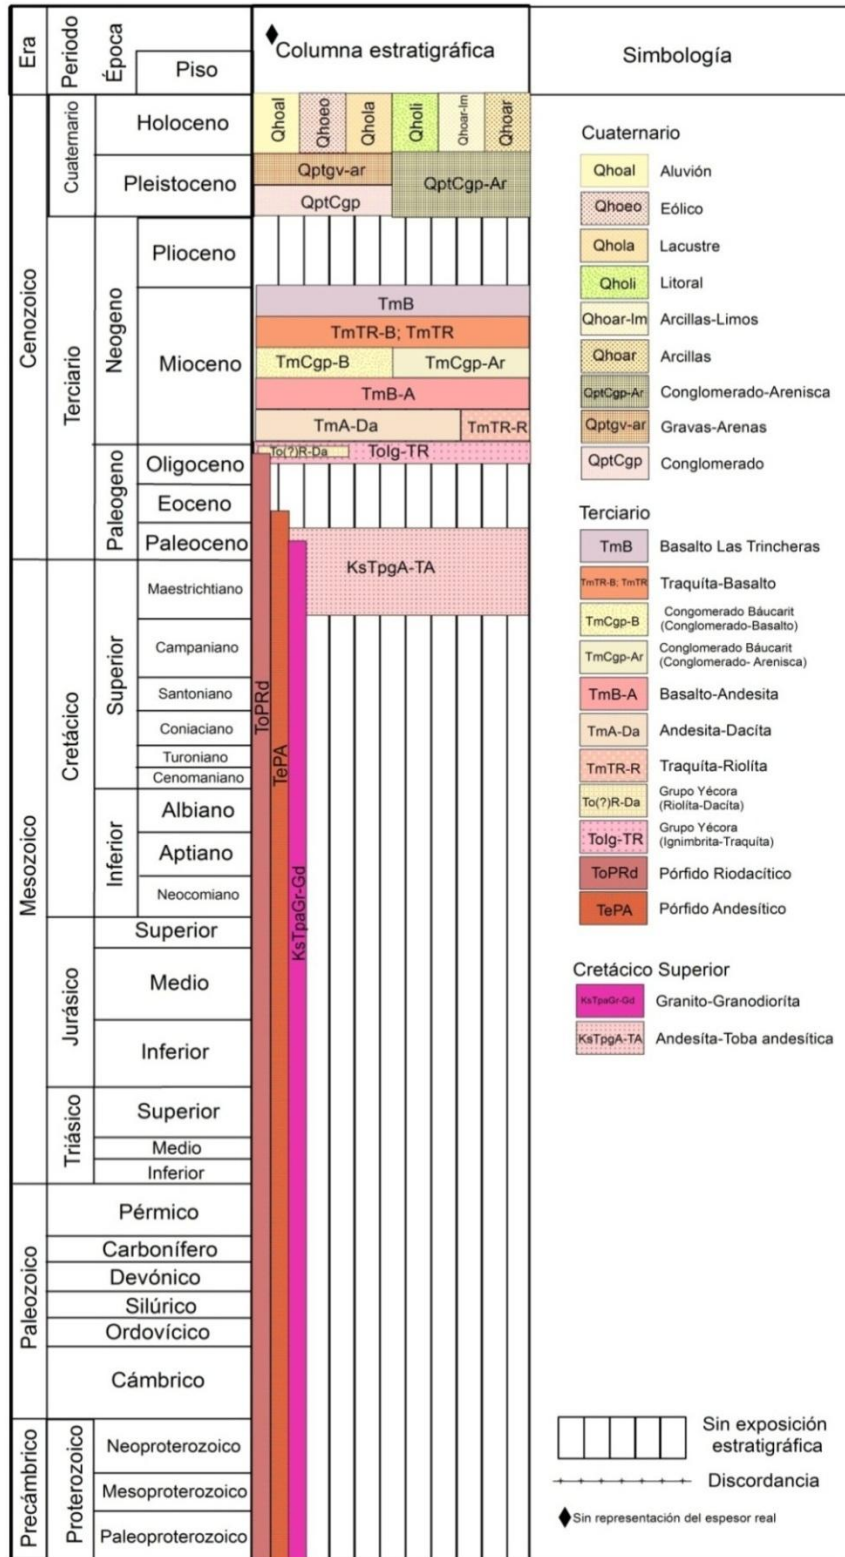 Era
Periodo
Época
Piso
Columna estratigráfica
Simbología
Cenozoico
Cuaternario
Holoceno
Pleistoceno
Terciario
Neogeno
Plioceno
Mioceno
Paleogeno
Oligoceno
Eoceno
Paleoceno
Mesozoico
Cretácico
Superior
Maestrichtiano
Campaniano
Santoniano
Coniaciano
Turoniano
Cenomaniano
Inferior
Albiano
Aptiano
Neocomiano
Jurásico
Superior
Medio
Inferior
Triásico
Superior
Medio
Inferior
Paleozoico
Pérmico
Carbonífero
Devónico
Silúrico
Ordovícico
Cámbrico
Precámbrico
Proterozoico
Neoproterozoico
Mesoproterozoico
Paleoproterozoico
Qhoal
Qhoeo
Qhola
Qholi
Qhoar-lm
Qhoar
Qptgv-ar
QptCgp
QptCgp-Ar
TmB
TmTR-B; TmTR
TmCgp-B
TmCgp-Ar
TmB-A
TmA-Da
TmTR-R
To(?)R-Da
Tolg-TR
KsTpgA-TA
ToPRd
TePA
KsTpaGr-Gd
Cuaternario
Qhoal Aluvión
Qhoeo Eólico
Qhola Lacustre
Qholi Litoral
Qhoar-lm Arcillas-Limos
Qhoar Arcillas
QptCgp-Ar Conglomerado-Arenisca
Qptgv-ar Gravas-Arenas
QptCgp Conglomerado
Terciario
TmB Basalto Las Trincheras
TmTR-B; TmTR Traquíta-Basalto
TmCgp-B Congomerado Báucarit
(Conglomerado-Basalto)
TmCgp-Ar Conglomerado Báucarit
(Conglomerado- Arenisca)
TmB-A Basalto-Andesita
TmA-Da Andesita-Dacíta
TmTR-R Traquíta-Riolíta
To(?)R-Da Grupo Yécora
(Riolíta-Dacíta)
Tolg-TR Grupo Yécora
(Ignimbrita-Traquíta)
ToPRd Pórfido Riodacítico
TePA Pórfido Andesítico
Cretácico Superior
KsTpaGr-Gd Granito-Granodioríta
KsTpgA-TA Andesíta-Toba andesítica
Sin exposición
estratigráfica
Discordancia
Sin representación del espesor real